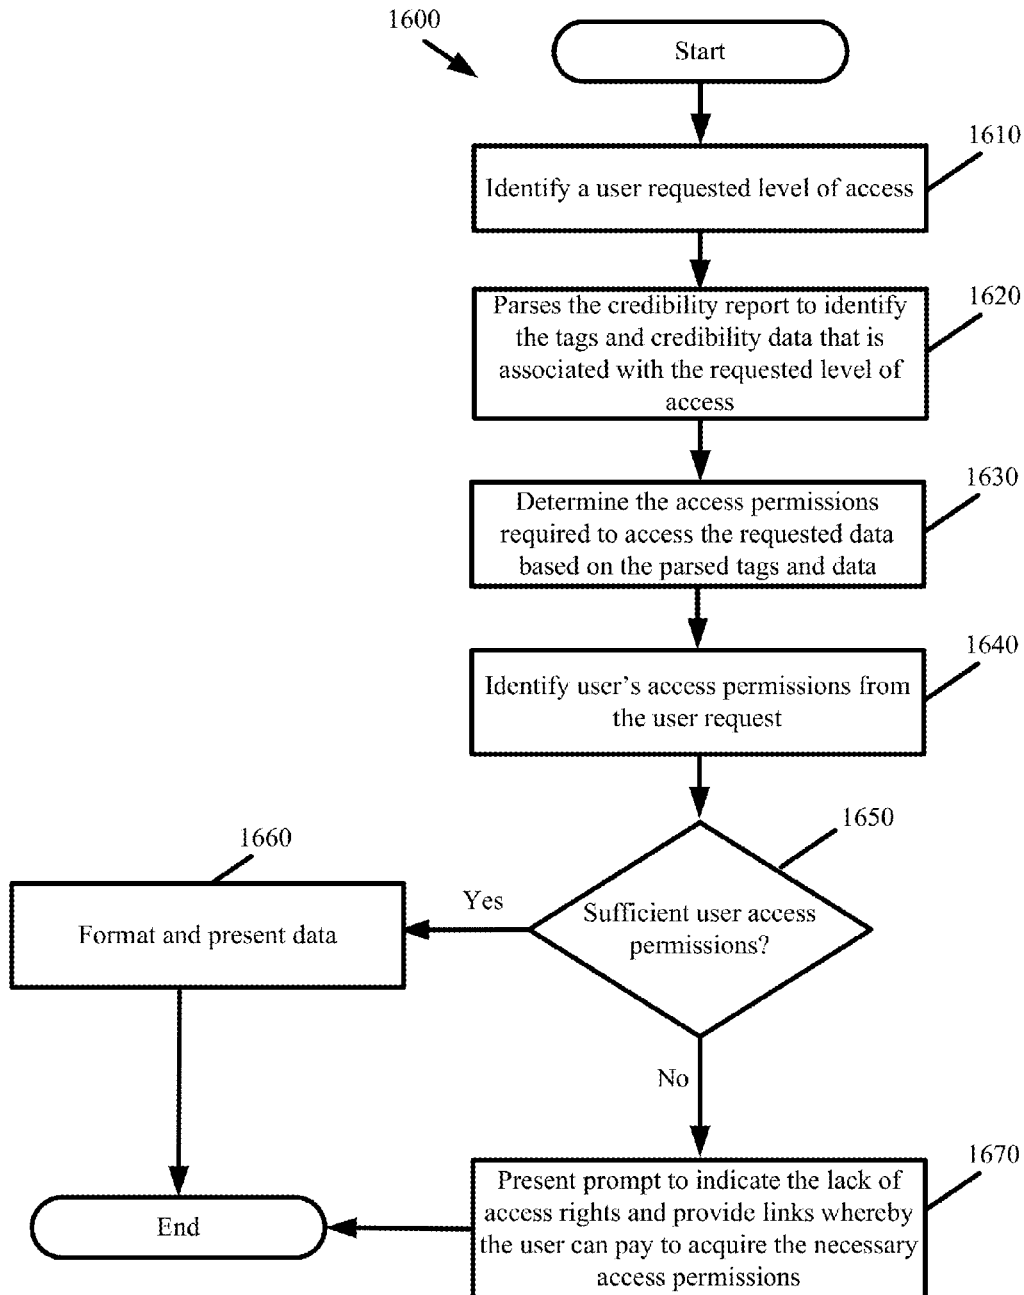 1600
Start
1610
Identify a user requested level of access
1620
Parses the credibility report to identify
the tags and credibility data that is
associated with the requested level of
access
1630
Determine the access permissions
required to access the requested data
based on the parsed tags and data
1640
Identify user's access permissions from
the user request
1650
Sufficient user access
permissions?
Yes
1660
Format and present data
No
1670
Present prompt to indicate the lack of
access rights and provide links whereby
the user can pay to acquire the necessary
access permissions
End